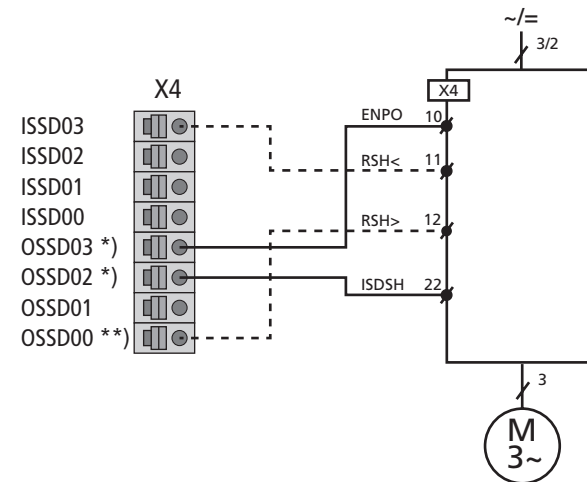 ~/=
3/2
X4
X4
ISSD03
ENPO 10
ISSD02
RSH< 11
ISSD01
ISSD00
RSH> 12
OSSD03 *)
OSSD02 *)
ISDSH 22
OSSD01
OSSD00 **)
3
M
3~